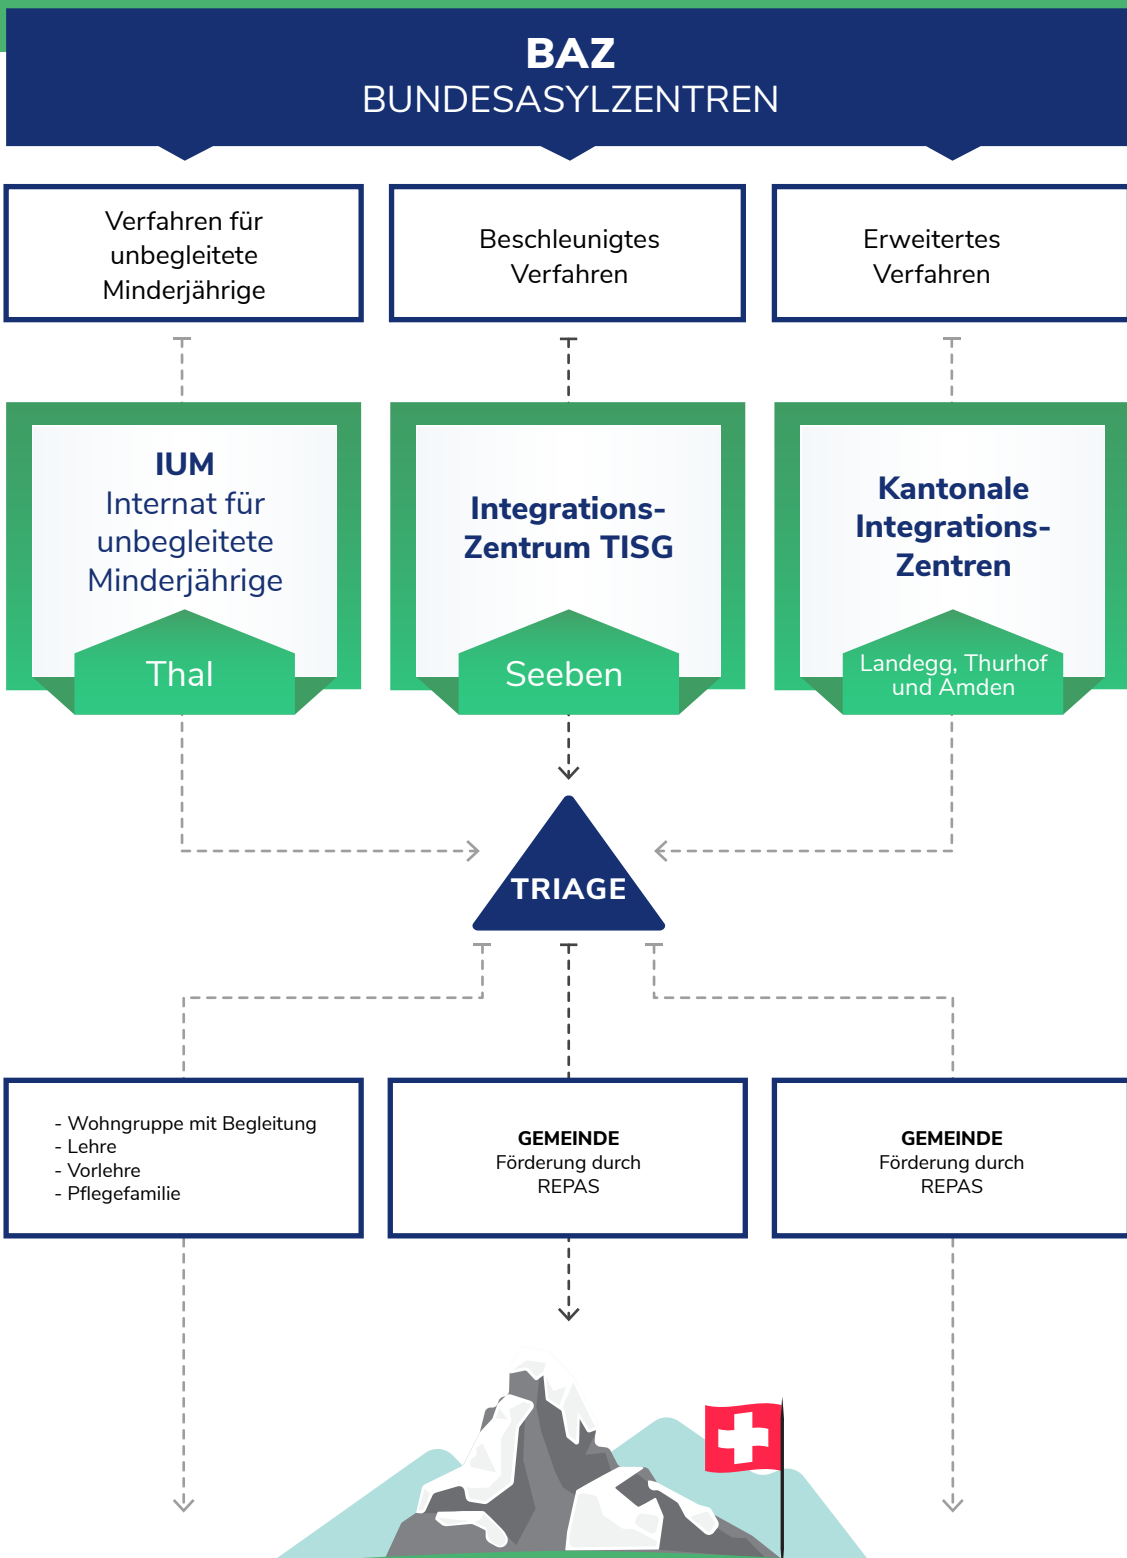 BAZ
BUNDESASYLZENTREN
Verfahren für
unbegleitete
Minderjährige
Beschleunigtes
Verfahren
Erweitertes
Verfahren
IUM
Internat für
unbegleitete
Minderjährige
Thal
Integrations-
Zentrum TISG
Seeben
Kantonale
Integrations-
Zentren
Landegg, Thurhof
und Amden
TRIAGE
- Wohngruppe mit Begleitung
- Lehre
- Vorlehre
- Pflegefamilie
GEMEINDE
Förderung durch
REPAS
GEMEINDE
Förderung durch
REPAS